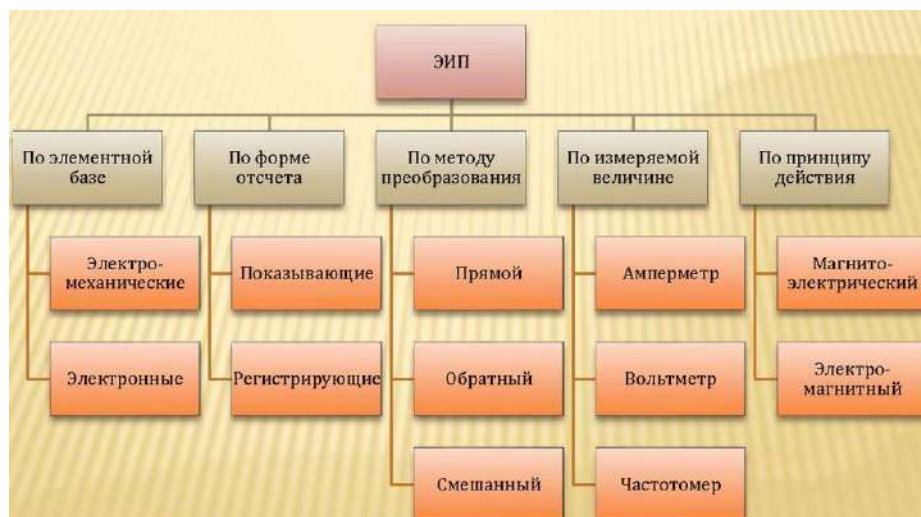 ЭИП
По элементной
базе
Электро-
механические
Электронные
По форме
отсчета
Показывающие
Регистрирующие
По методу
преобразования
Прямой
Обратный
Смешанный
По измеряемой
величине
Амперметр
Вольтметр
Частотомер
По принципу
действия
Магнито-
электрический
Электро-
магнитный